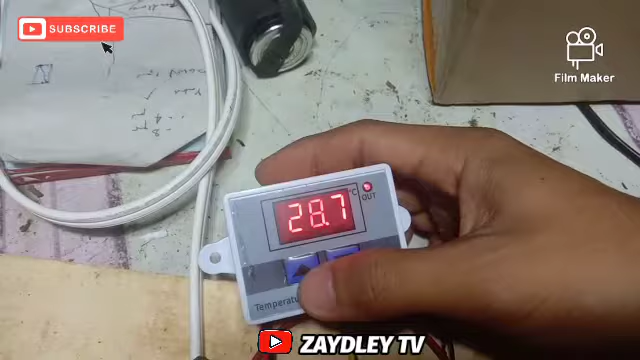 SUBSCRIBE
Film Maker
°C
OUT
28.7
Temperatu
ZAYDLEY TV